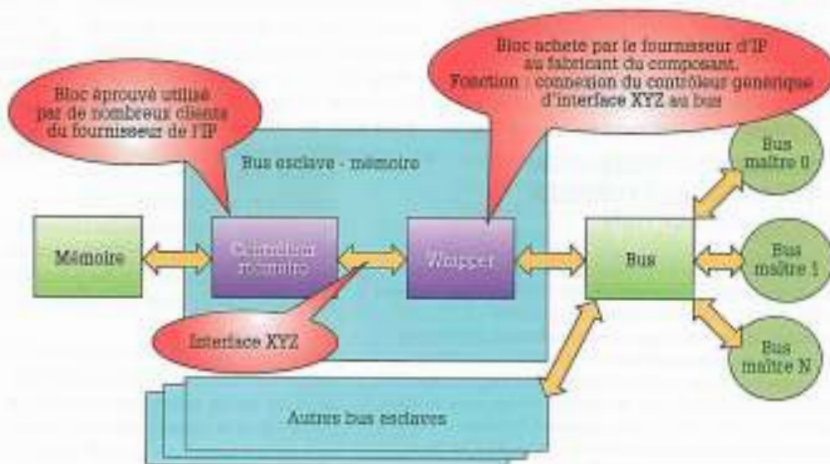 Bloc éprouvé utilisé
par de nombreux clients
du fournisseur de l'IP
Bloc acheté par le fournisseur d'IP
au fabricant du composant.
Fonction : connexion du contrôleur générique
d'interface XYZ au bus
Bus esclave - mémoire
Mémoire
Contrôleur
mémoire
Wrapper
Bus
Bus
maître 0
Bus
maître 1
Bus
maître N
Interface XYZ
Autres bus esclaves